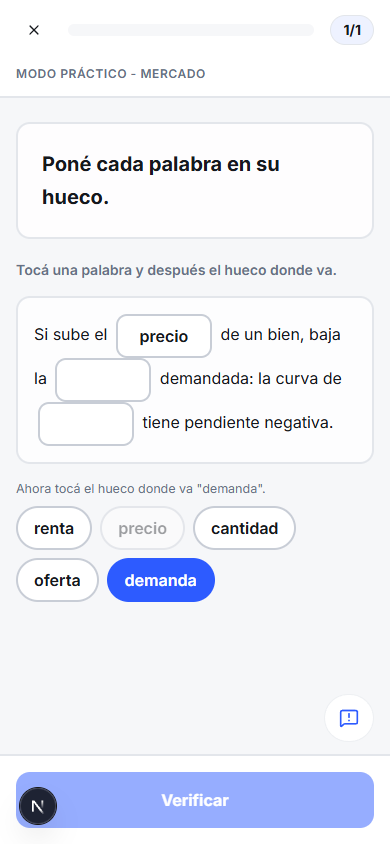 1/1
MODO PRÁCTICO - MERCADO
Poné cada palabra en su
hueco.
Tocá una palabra y después el hueco donde va.
Si sube el precio de un bien, baja
la demandada: la curva de
tiene pendiente negativa.
Ahora tocá el hueco donde va "demanda".
renta precio cantidad
oferta demanda
Verificar
N